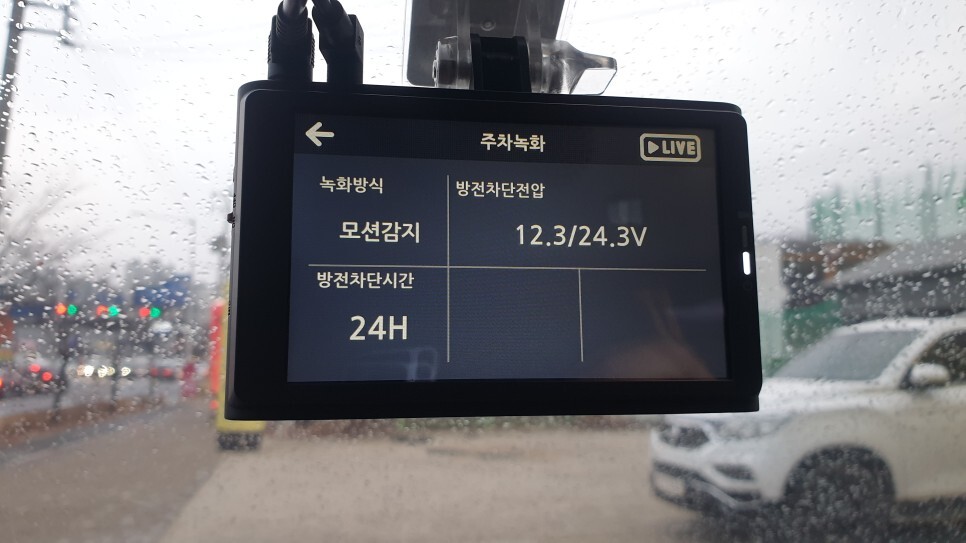 주차녹화
LIVE
녹화방식
방전차단전압
모션감지
12.3/24.3V
방전차단시간
24H